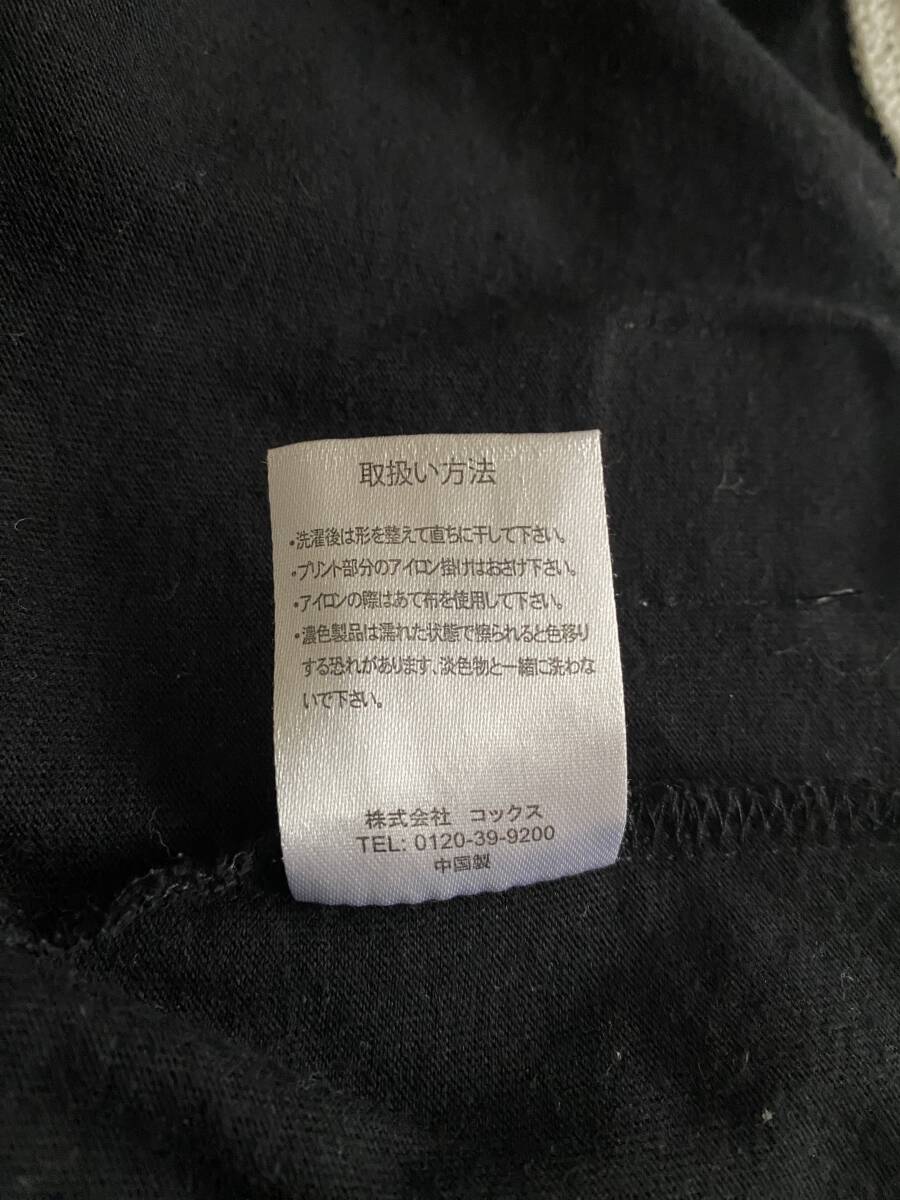 取扱い方法
・洗濯後は形を整えて直ちに干して下さい。
・プリント部分のアイロン掛けはおさけ下さい。
・アイロンの際はあて布を使用して下さい。
・濃色製品は濡れた状態で擦られると色移り
する恐れがあります、淡色物と一緒に洗わな
いで下さい。
株式会社 コックス
TEL: 0120-39-9200
中国製